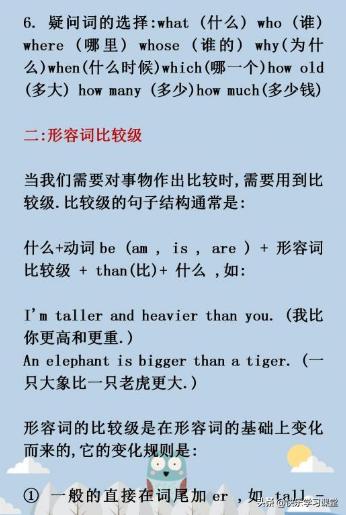 6. 疑问词的选择:what (什么) who (谁)
where (哪里) whose (谁的) why(为什
么)when(什么时候)which(哪一个)how old
(多大) how many (多少)how much(多少钱)
二:形容词比较级
当我们需要对事物作出比较时,需要用到比
较级.比较级的句子结构通常是:
什么+动词be (am , is , are ) + 形容词
比较级 + than(比)+ 什么 ,如:
I'm taller and heavier than you. (我比
你更高和更重.)
An elephant is bigger than a tiger. (一
只大象比一只老虎更大.)
形容词的比较级是在形容词的基础上变化
而来的,它的变化规则是:
① 一般的直接在词尾加 er ,如 tall -
头条 @快乐学习课堂